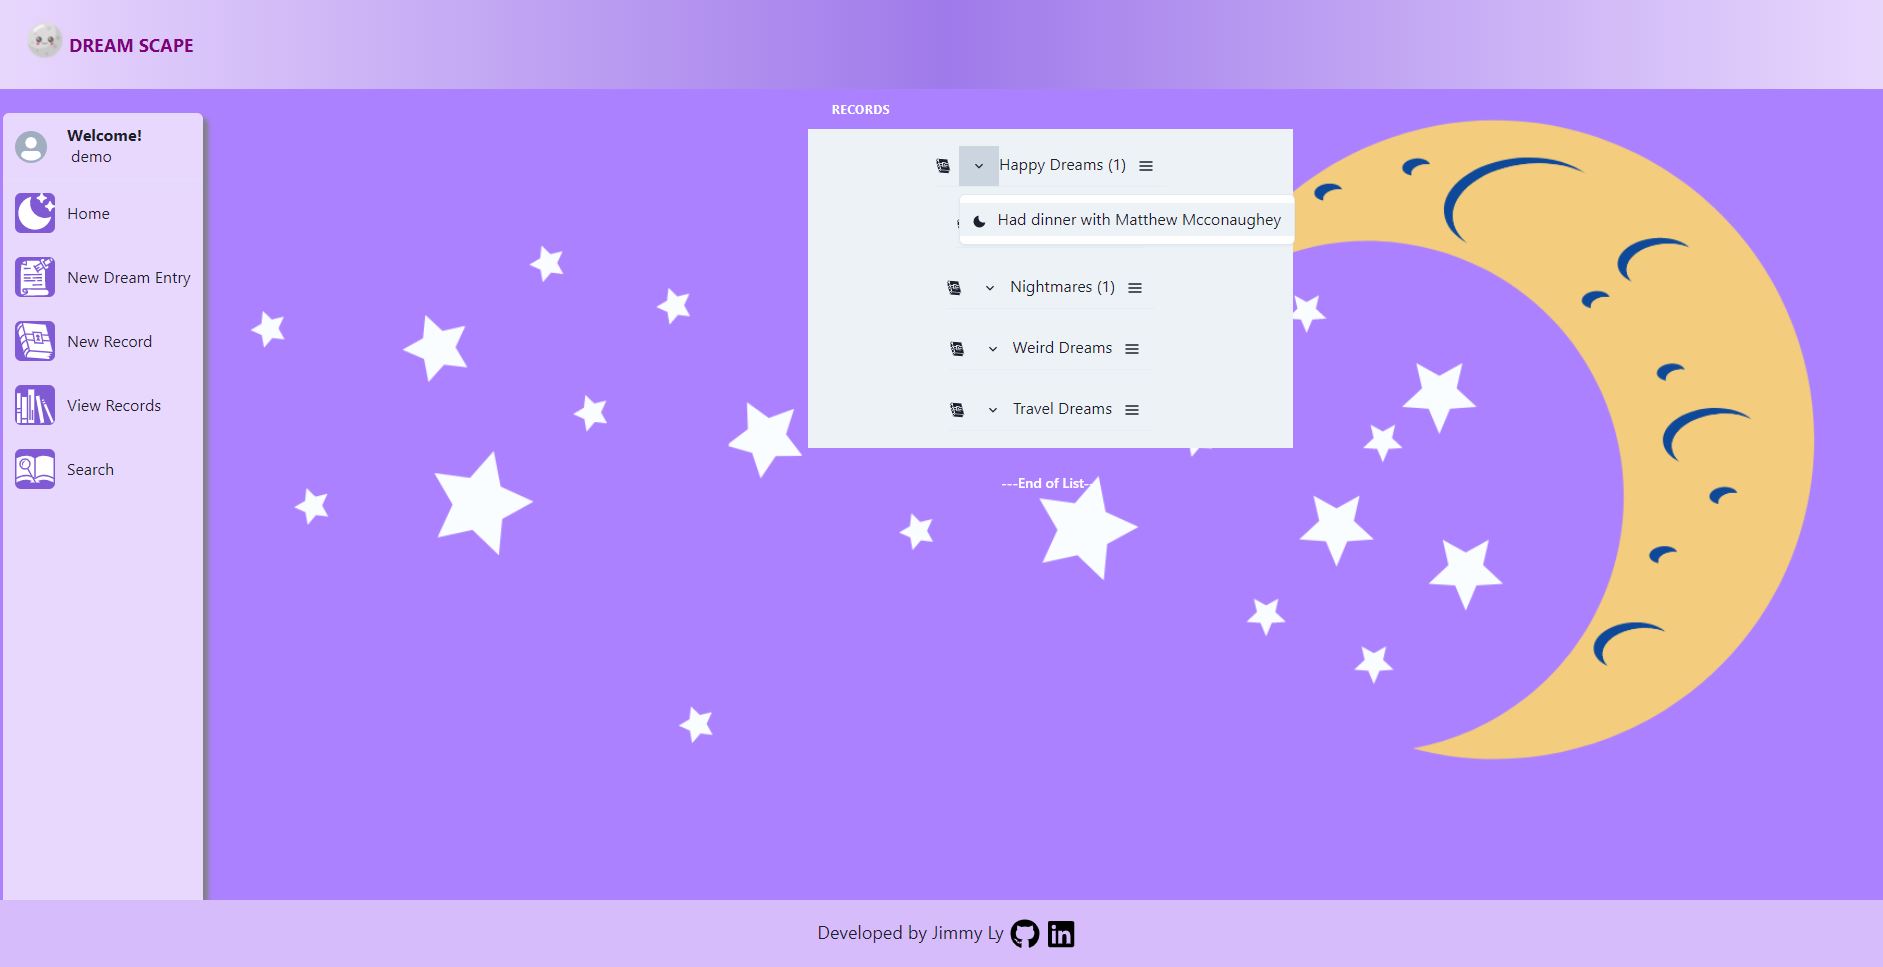 DREAM SCAPE
Welcome!
demo
Home
New Dream Entry
New Record
View Records
Search
RECORDS
Happy Dreams (1)
Had dinner with Matthew Mcconaughey
Nightmares (1)
Weird Dreams
Travel Dreams
---End of List-
Developed by Jimmy Ly